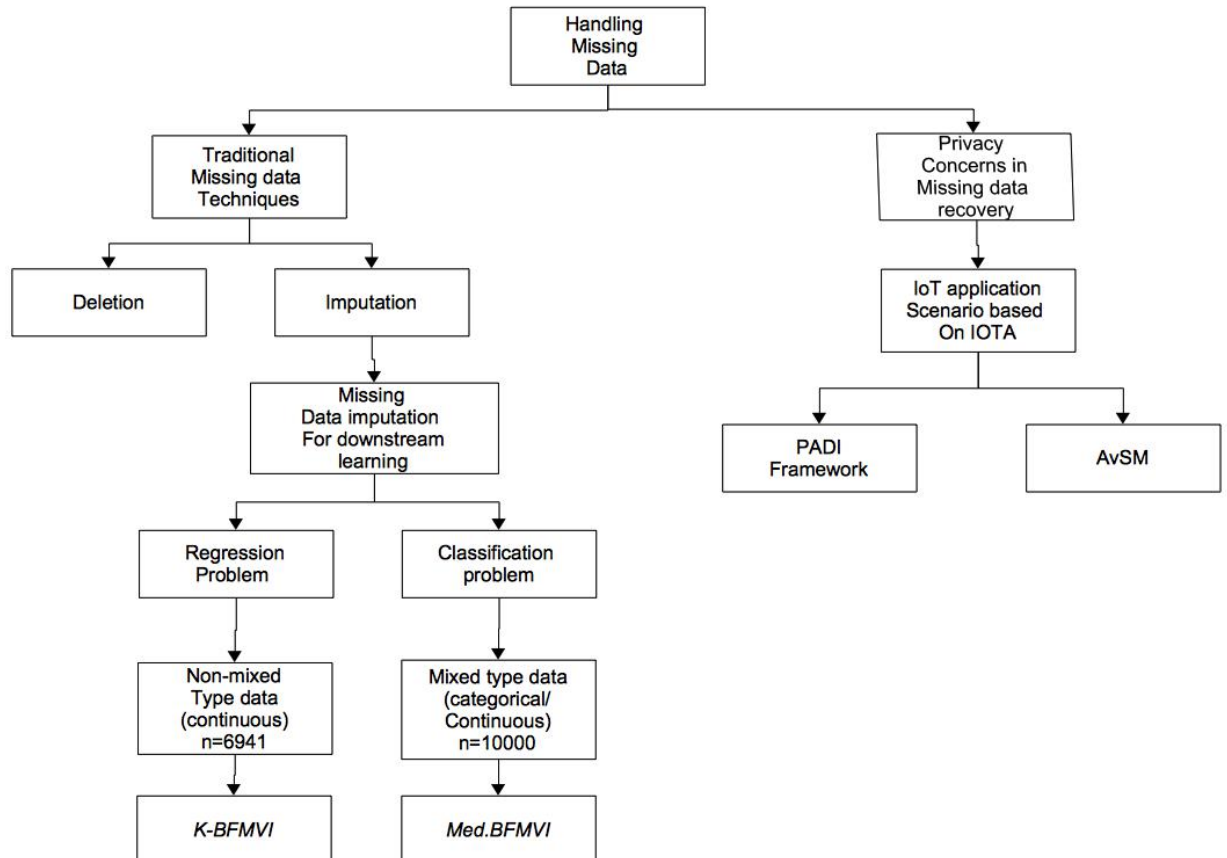 Handling
Missing
Data
Traditional
Missing data
Techniques
Privacy
Concerns in
Missing data
recovery
Deletion
Imputation
IoT application
Scenario based
On IOTA
Missing
Data imputation
For downstream
learning
PADI
Framework
AvSM
Regression
Problem
Classification
problem
Non-mixed
Type data
(continuous)
n=6941
Mixed type data
(categorical/
Continuous)
n=10000
K-BFMVI
Med.BFMVI